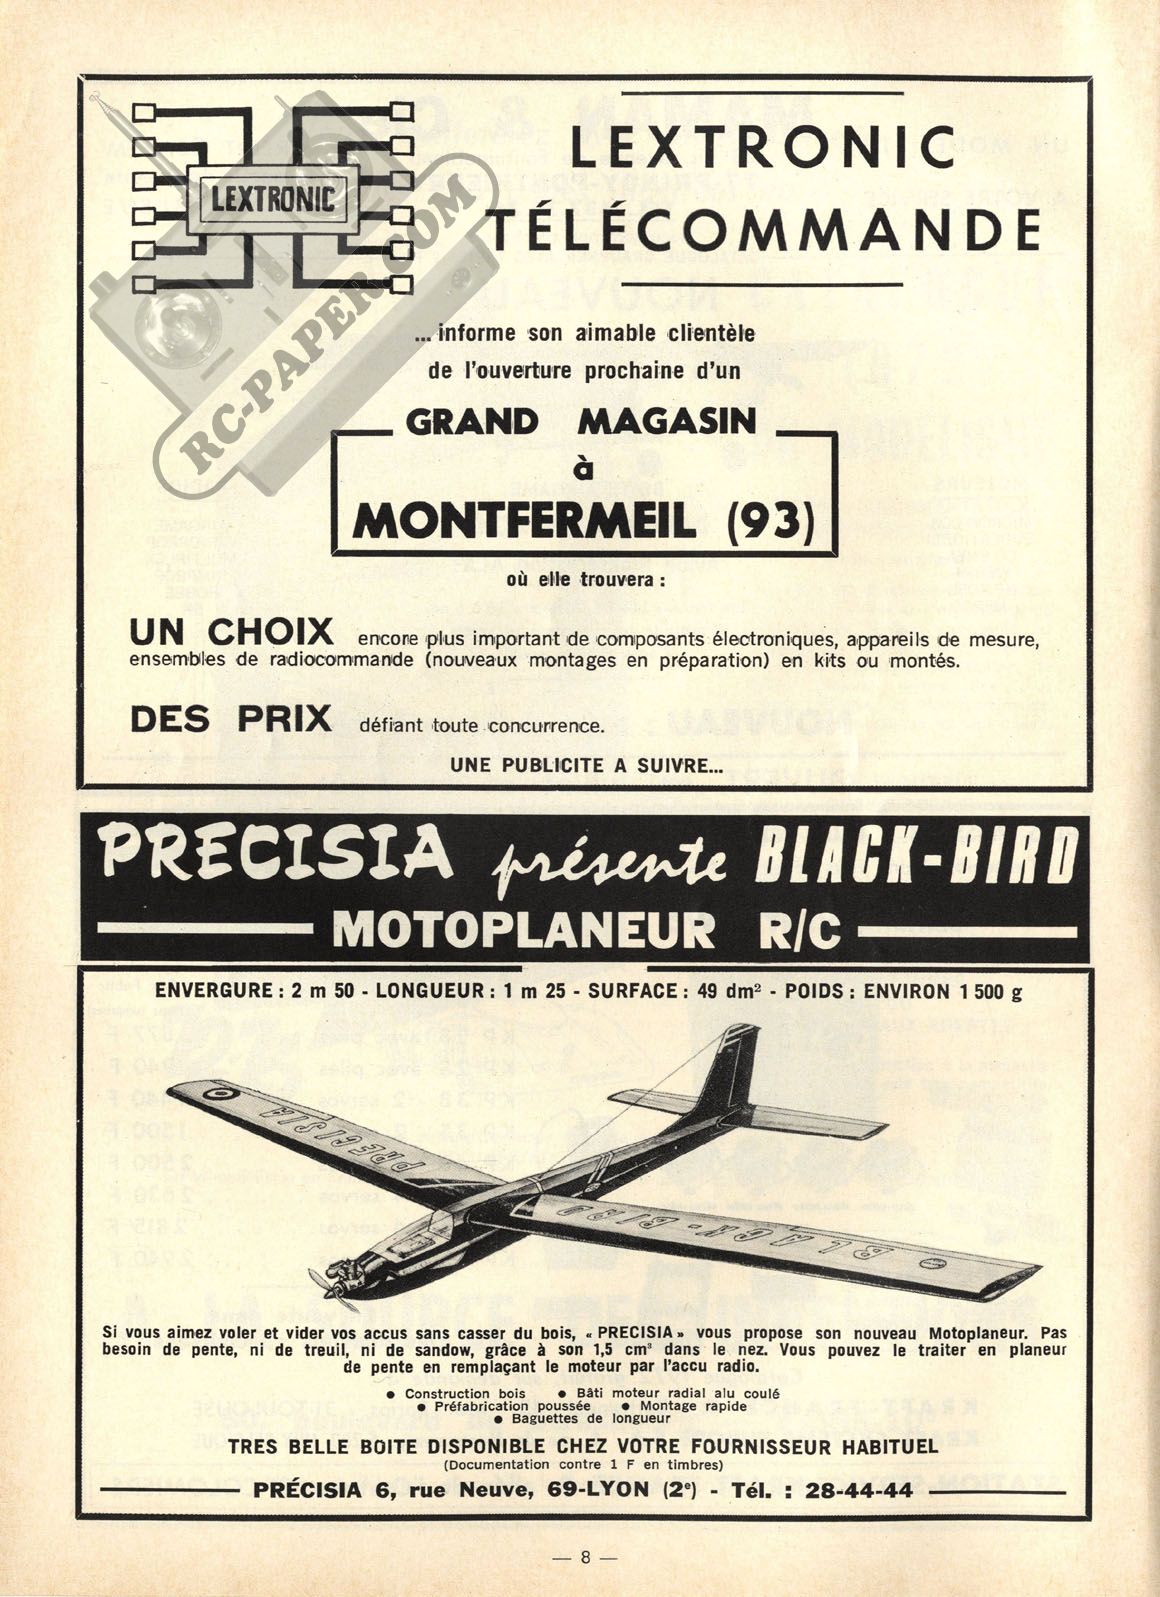 LEXTRONIC
LEXTRONIC
TÉLÉCOMMANDE
RC-PAPER.COM
...informe son aimable clientèle
de l'ouverture prochaine d'un
GRAND MAGASIN
à
MONTFERMEIL (93)
où elle trouvera :
UN CHOIX encore plus important de composants électroniques, appareils de mesure,
ensembles de radiocommande (nouveaux montages en préparation) en kits ou montés.
DES PRIX défiant toute concurrence.
UNE PUBLICITE A SUIVRE...
PRECISIA présente BLACK-BIRD
MOTOPLANEUR R/C
ENVERGURE : 2 m 50 - LONGUEUR : 1 m 25 - SURFACE : 49 dm² - POIDS : ENVIRON 1 500 g
PRECISIA
BLACK-BIRD
Si vous aimez voler et vider vos accus sans casser du bois, « PRECISIA » vous propose son nouveau Motoplaneur. Pas
besoin de pente, ni de treuil, ni de sandow, grâce à son 1,5 cm³ dans le nez. Vous pouvez le traiter en planeur
de pente en remplaçant le moteur par l'accu radio.
● Construction bois ● Bâti moteur radial alu coulé
● Préfabrication poussée ● Montage rapide
● Baguettes de longueur
TRES BELLE BOITE DISPONIBLE CHEZ VOTRE FOURNISSEUR HABITUEL
(Documentation contre 1 F en timbres)
PRÉCISIA 6, rue Neuve, 69-LYON (2e) - Tél. : 28-44-44
— 8 —